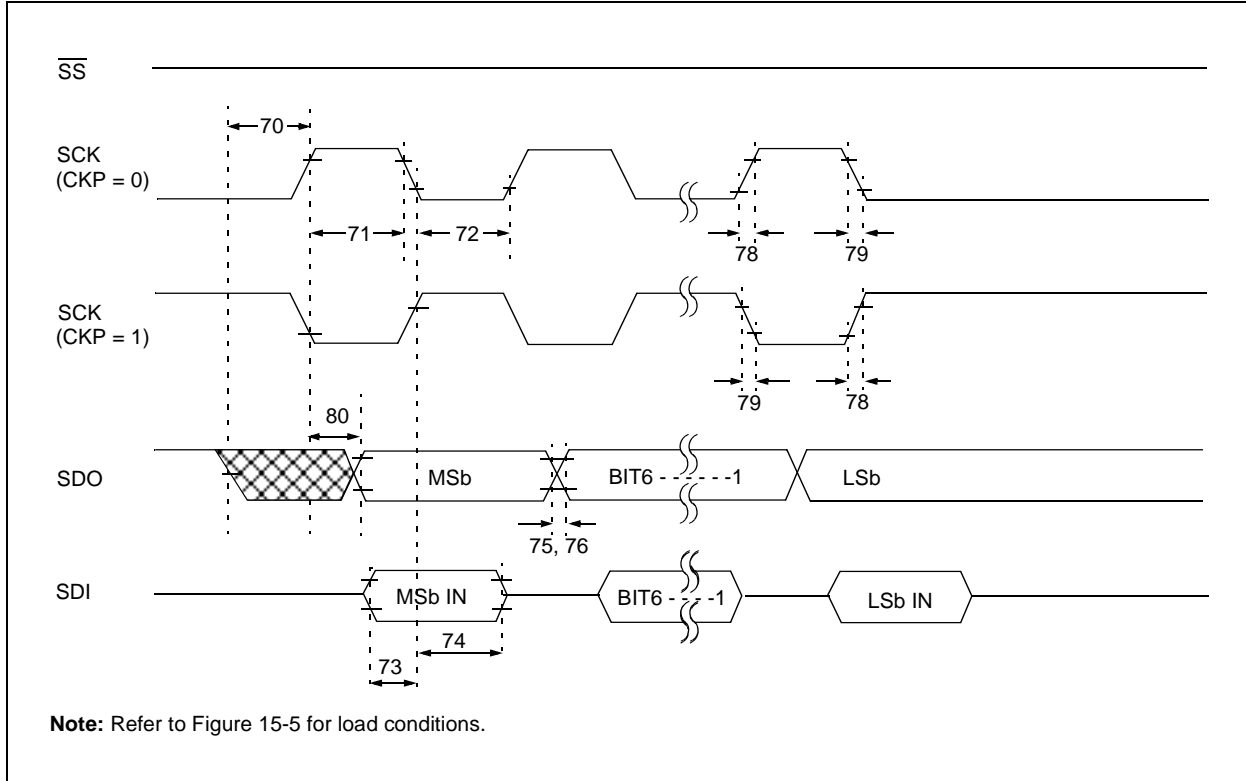 SS
70
SCK
(CKP = 0)
71
72
78
79
SCK
(CKP = 1)
79
78
80
SDO
MSb
BIT6 - - - - - -1
LSb
75, 76
SDI
MSb IN
BIT6 - - - - -1
LSb IN
74
73
Note: Refer to Figure 15-5 for load conditions.